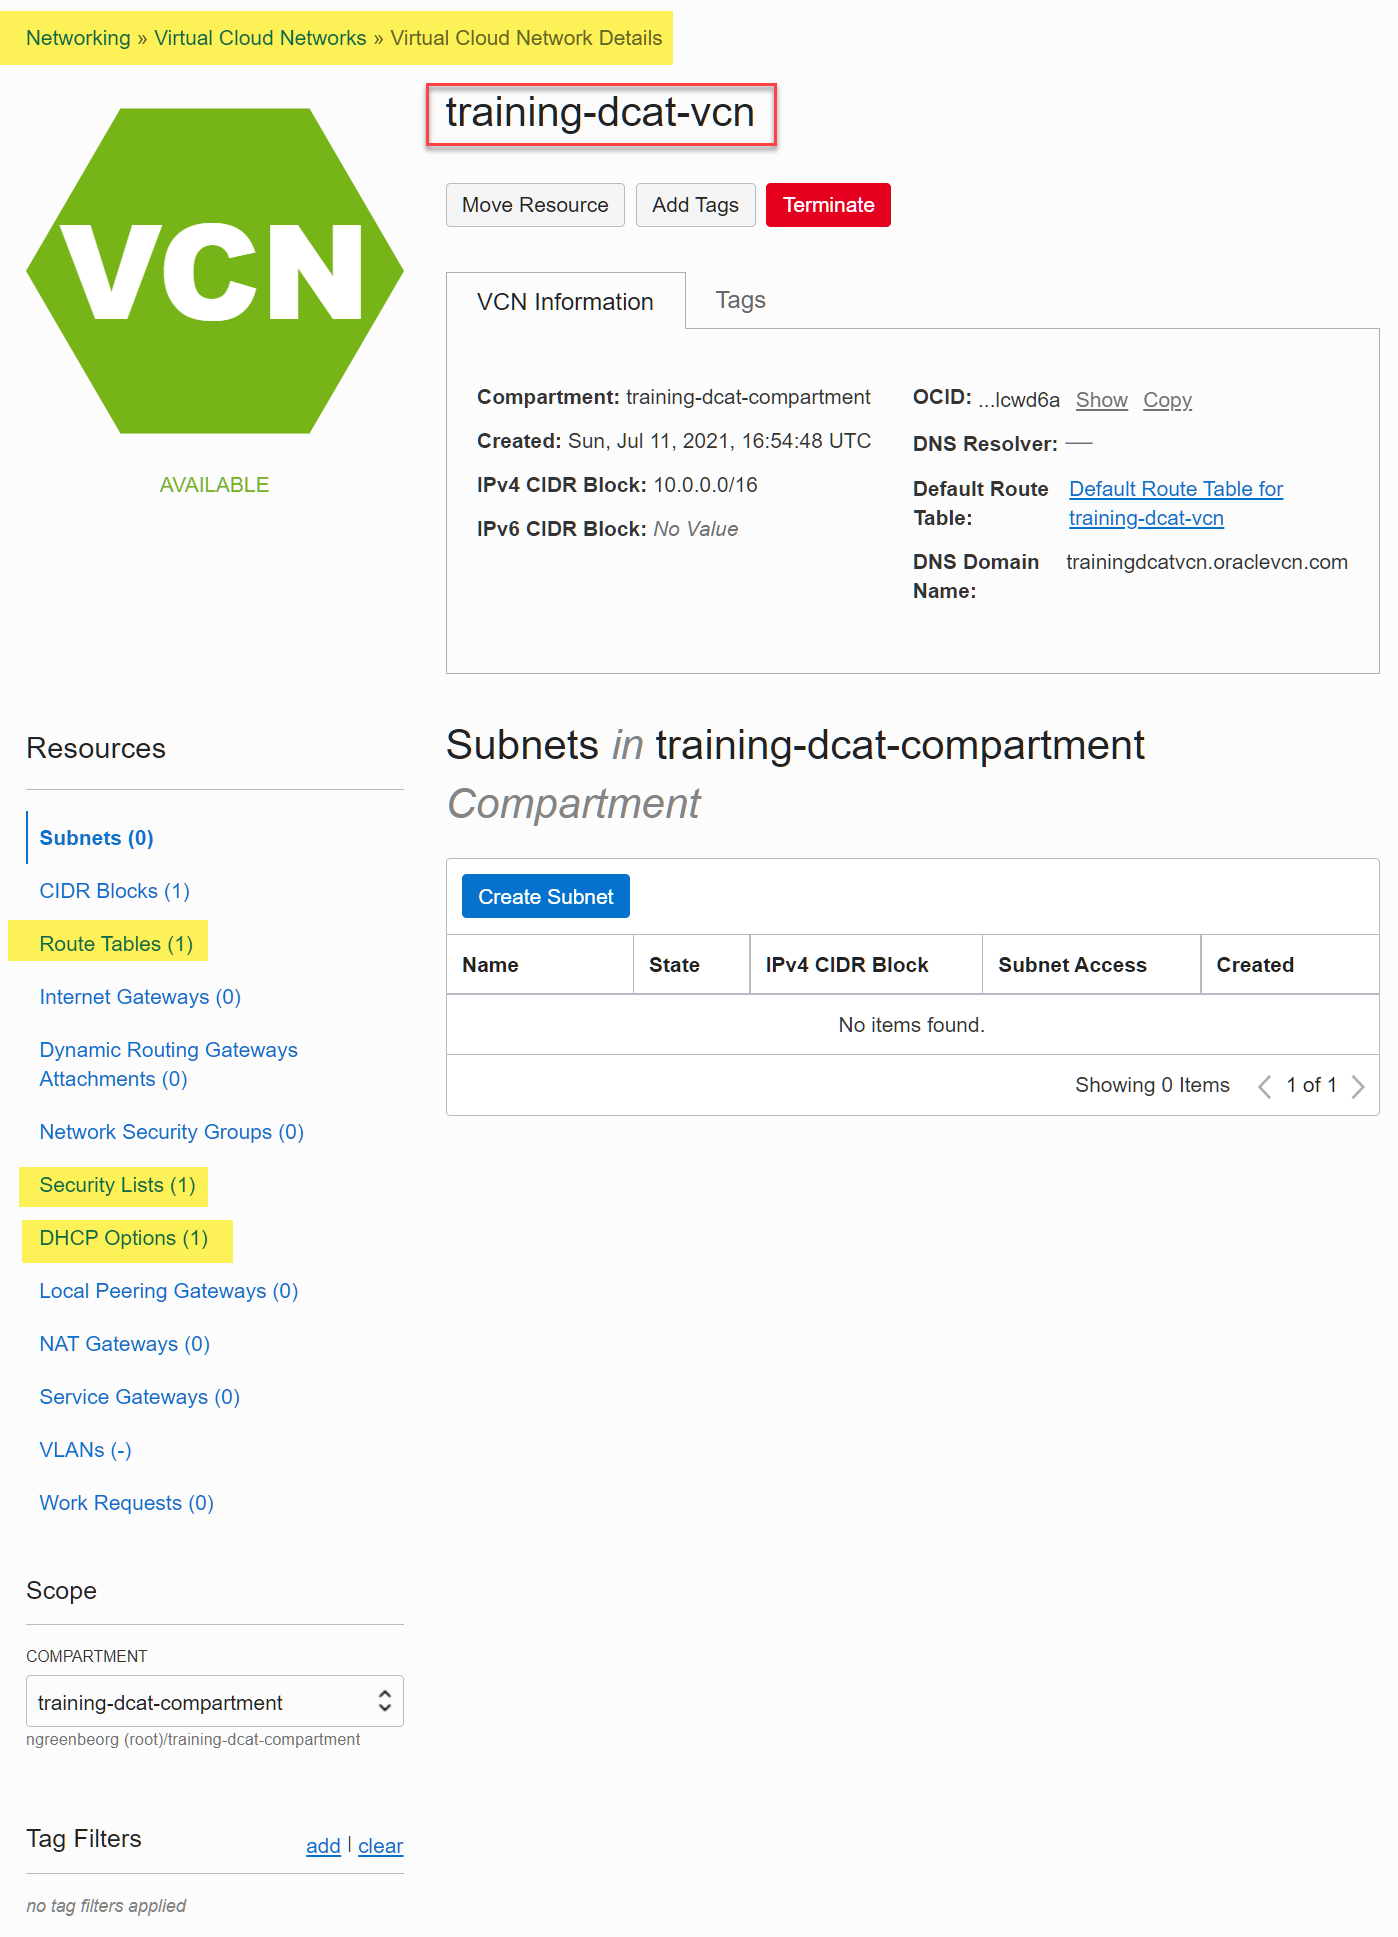 Networking » Virtual Cloud Networks » Virtual Cloud Network Details
VCN
AVAILABLE
training-dcat-vcn
Move Resource
Add Tags
Terminate
VCN Information
Tags
Compartment: training-dcat-compartment
Created: Sun, Jul 11, 2021, 16:54:48 UTC
IPv4 CIDR Block: 10.0.0.0/16
IPv6 CIDR Block: No Value
OCID: ...lcwd6a Show Copy
DNS Resolver: —
Default Route Table: Default Route Table for
training-dcat-vcn
DNS Domain Name: trainingdcatvcn.oraclevcn.com
Resources
Subnets (0)
CIDR Blocks (1)
Route Tables (1)
Internet Gateways (0)
Dynamic Routing Gateways
Attachments (0)
Network Security Groups (0)
Security Lists (1)
DHCP Options (1)
Local Peering Gateways (0)
NAT Gateways (0)
Service Gateways (0)
VLANs (-)
Work Requests (0)
Subnets in training-dcat-compartment
Compartment
Create Subnet
Name State IPv4 CIDR Block Subnet Access Created
No items found.
Showing 0 Items 1 of 1
Scope
COMPARTMENT
training-dcat-compartment
ngreenbeorg (root)/training-dcat-compartment
Tag Filters add | clear
no tag filters applied